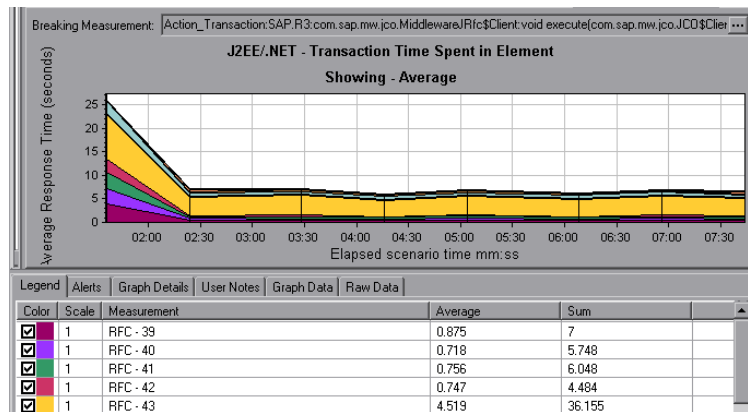 Breaking Measurement: Action_Transaction:SAP.R3:com.sap.mw.jco.MiddlewareJRfc$Client:void execute(com.sap.mw.jco.JCO$Clier ...
J2EE/.NET - Transaction Time Spent in Element
Showing - Average
Average Response Time (seconds)
25
20
15
10
5
0
02:00 02:30 03:00 03:30 04:00 04:30 05:00 05:30 06:00 06:30 07:00 07:30
Elapsed scenario time mm:ss
Legend Alerts Graph Details User Notes Graph Data Raw Data
Color Scale Measurement Average Sum
1 RFC - 39 0.875 7
1 RFC - 40 0.718 5.748
1 RFC - 41 0.756 6.048
1 RFC - 42 0.747 4.484
1 RFC - 43 4.519 36.155